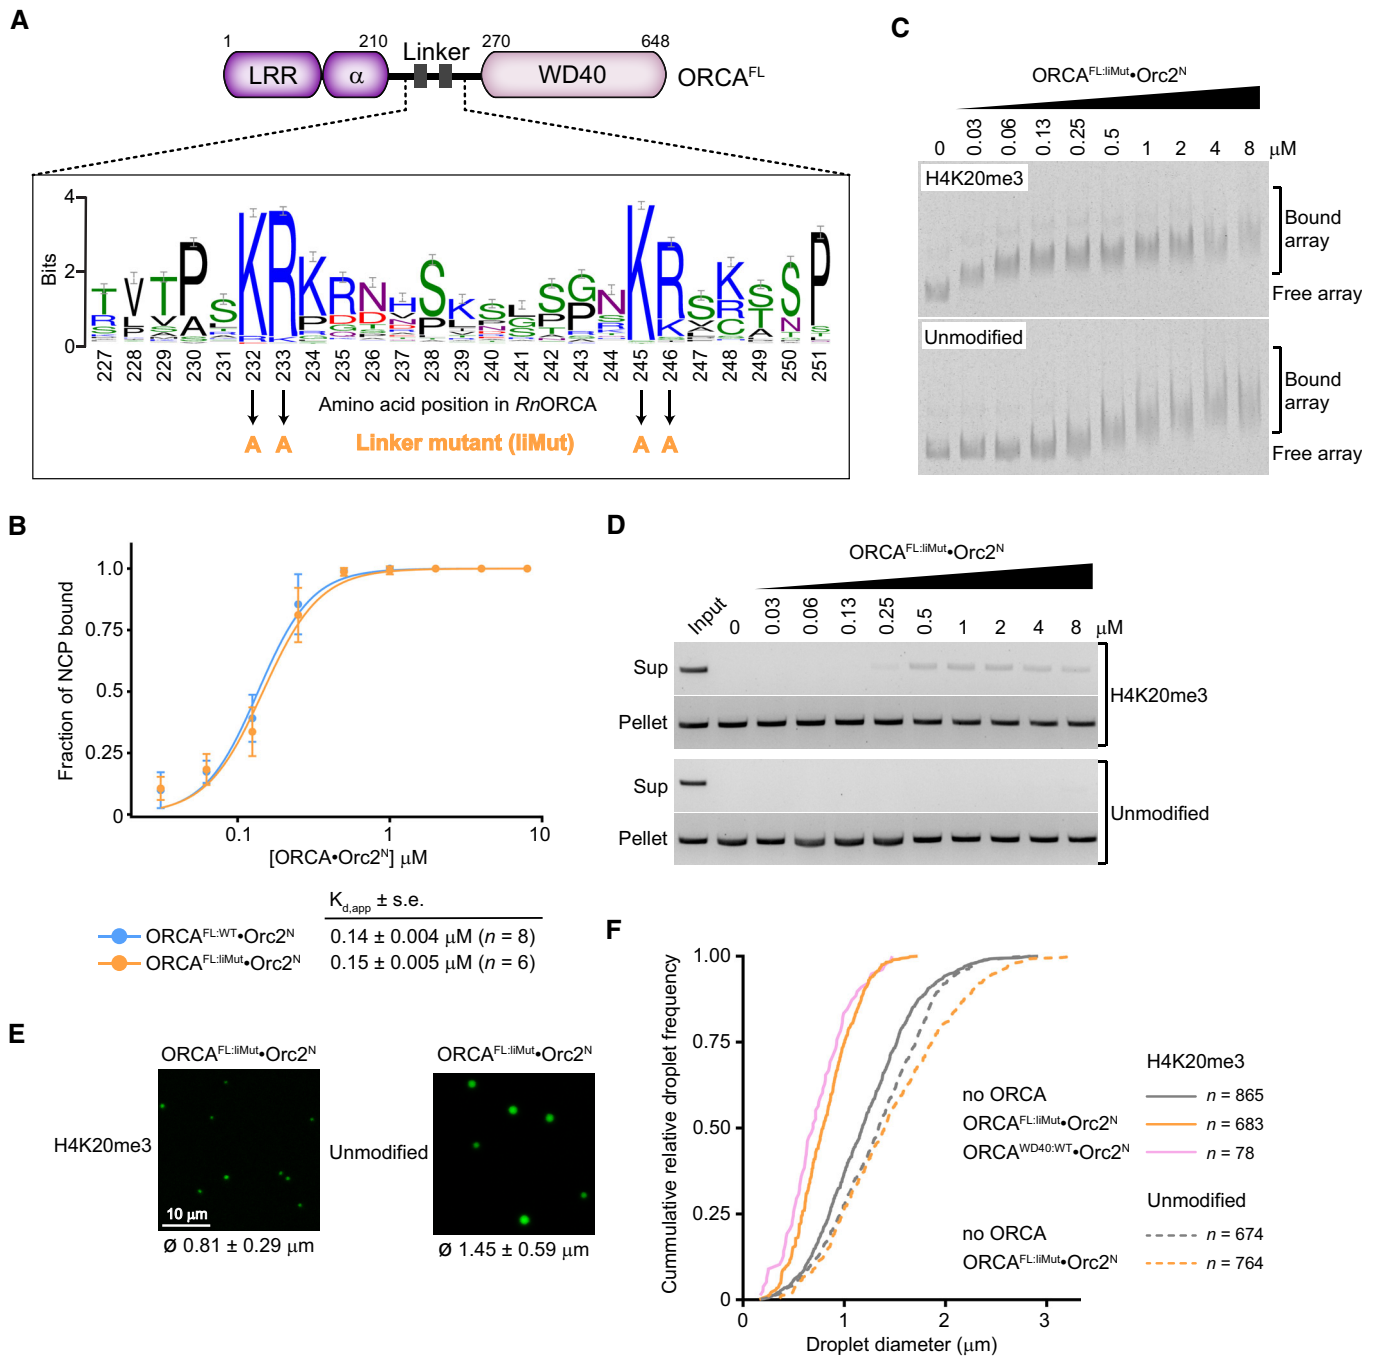 A
1 210 Linker 270 648
LRR α WD40 ORCA^FL
4
Bits
2
0
227 228 229 230 231 232 233 234 235 236 237 238 239 240 241 242 243 244 245 246 247 248 249 250 251
Amino acid position in RnORCA
A A Linker mutant (liMut) A A
B
1.0
0.75
0.5
0.25
0
Fraction of NCP bound
0.1 1 10
[ORCA•Orc2^N] μM
K_d,app ± s.e.
ORCA^FL:WT•Orc2^N 0.14 ± 0.004 μM (n = 8)
ORCA^FL:liMut•Orc2^N 0.15 ± 0.005 μM (n = 6)
C
ORCA^FL:liMut•Orc2^N
0 0.03 0.06 0.13 0.25 0.5 1 2 4 8 μM
H4K20me3
Bound
array
Free array
Unmodified
Bound
array
Free array
D
ORCA^FL:liMut•Orc2^N
Input 0 0.03 0.06 0.13 0.25 0.5 1 2 4 8 μM
Sup
H4K20me3
Pellet
Sup
Unmodified
Pellet
E
ORCA^FL:liMut•Orc2^N ORCA^FL:liMut•Orc2^N
H4K20me3 Unmodified
10 μm
Ø 0.81 ± 0.29 μm Ø 1.45 ± 0.59 μm
F
Cummulative relative droplet frequency
1.00
0.75
0.50
0.25
0
0 1 2 3
Droplet diameter (μm)
H4K20me3
no ORCA n = 865
ORCA^FL:liMut•Orc2^N n = 683
ORCA^WD40:WT•Orc2^N n = 78
Unmodified
no ORCA n = 674
ORCA^FL:liMut•Orc2^N n = 764